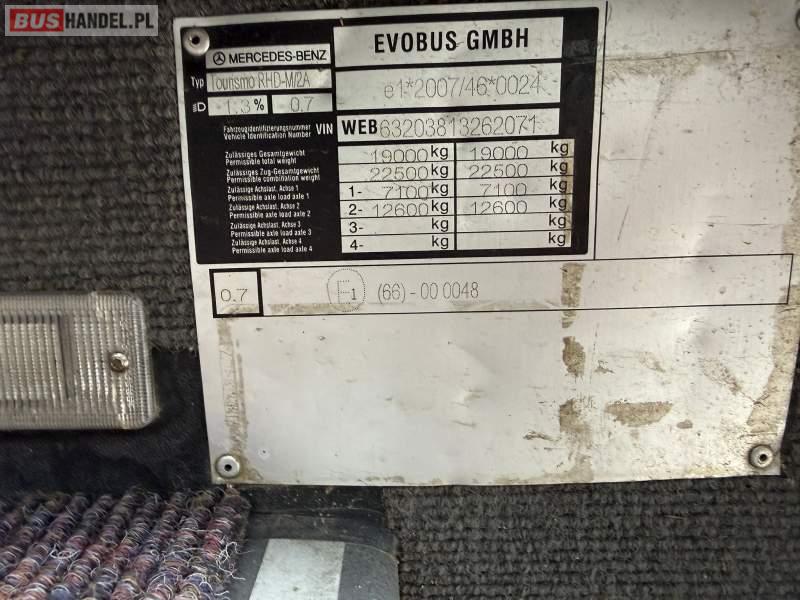 BUSHANDEL.PL
MERCEDES-BENZ EVOBUS GMBH
Typ Tourismo RHD-M/2A e1*2007/46*0024
1.3% 0.7
Fahrzeugidentifizierungsnummer
Vehicle Identification Number VIN WEB63203813262071
Zulässiges Gesamtgewicht
Permissible total weight 19000 kg 19000 kg
Zulässiges Zug-Gesamtgewicht
Permissible combination weight 22500 kg 22500 kg
Zulässige Achslast, Achse 1
Permissible axle load axle 1 1- 7100 kg 7100 kg
Zulässige Achslast, Achse 2
Permissible axle load axle 2 2- 12600 kg 12600 kg
Zulässige Achslast, Achse 3
Permissible axle load axle 3 3- kg kg
Zulässige Achslast, Achse 4
Permissible axle load axle 4 4- kg kg
0.7 E1 (66)-00 0048